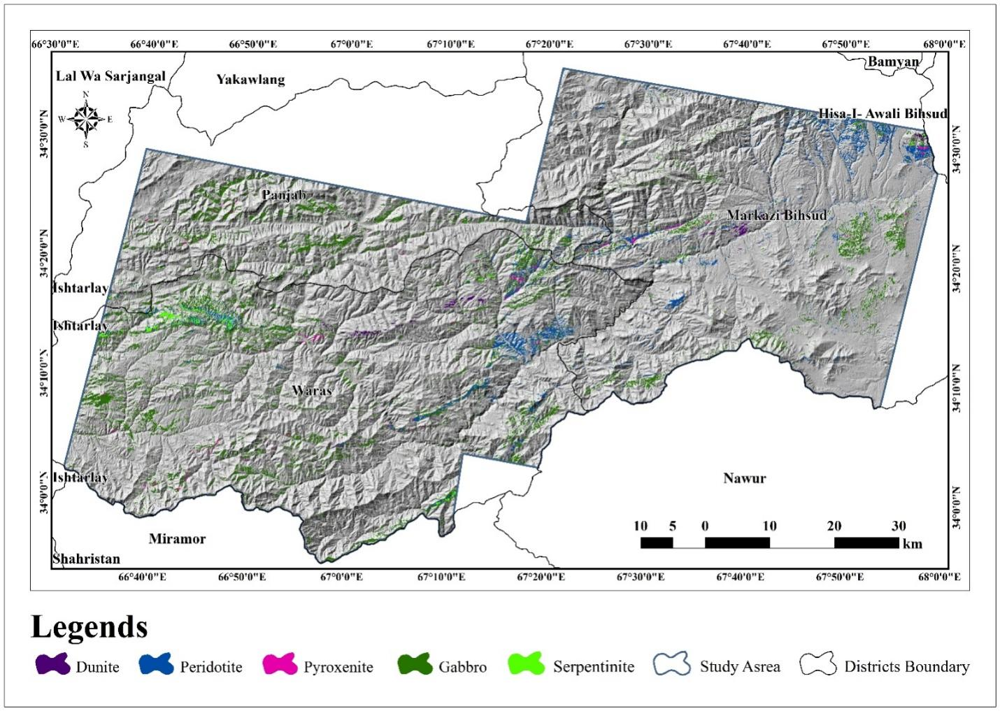 66°30'0"E 66°40'0"E 66°50'0"E 67°0'0"E 67°10'0"E 67°20'0"E 67°30'0"E 67°40'0"E 67°50'0"E 68°0'0"E
Bamyan
Lal Wa Sarjangal
Yakawlang
N
W E
S
Hisa-I- Awali Bihsud
34°30'0"N
34°30'0"N
Panjab
Markazi Bihsud
34°20'0"N
34°20'0"N
Ishtarlay
Ishtarlay
34°10'0"N
34°10'0"N
Waras
Ishtarlay
Nawur
34°0'0"N
34°0'0"N
Miramor
10 5 0 10 20 30
km
Shahristan
66°40'0"E 66°50'0"E 67°0'0"E 67°10'0"E 67°20'0"E 67°30'0"E 67°40'0"E 67°50'0"E 68°0'0"E
Legends
Dunite Peridotite Pyroxenite Gabbro Serpentinite Study Asrea Districts Boundary